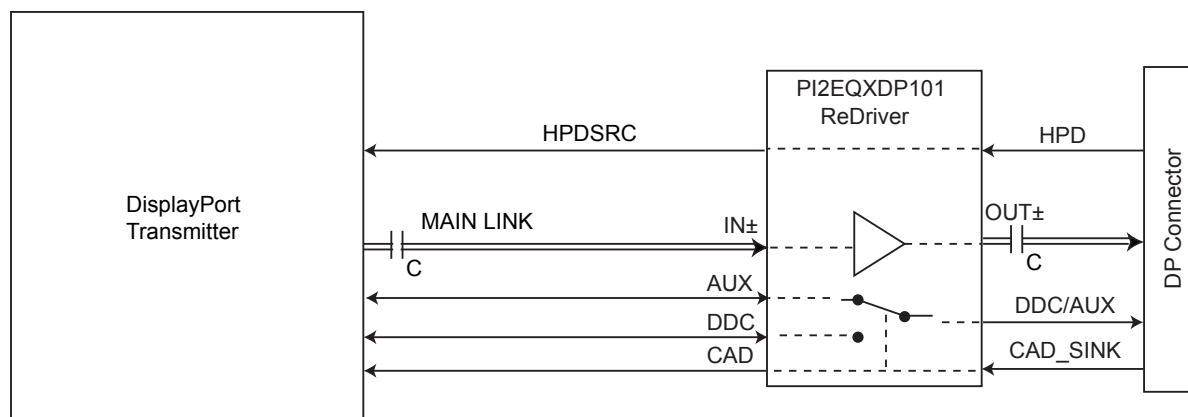 PI2EQXDP101
ReDriver
HPDSRC
HPD
DisplayPort
Transmitter
MAIN LINK
IN±
OUT±
C
C
AUX
DDC
CAD
DDC/AUX
CAD_SINK
DP Connector